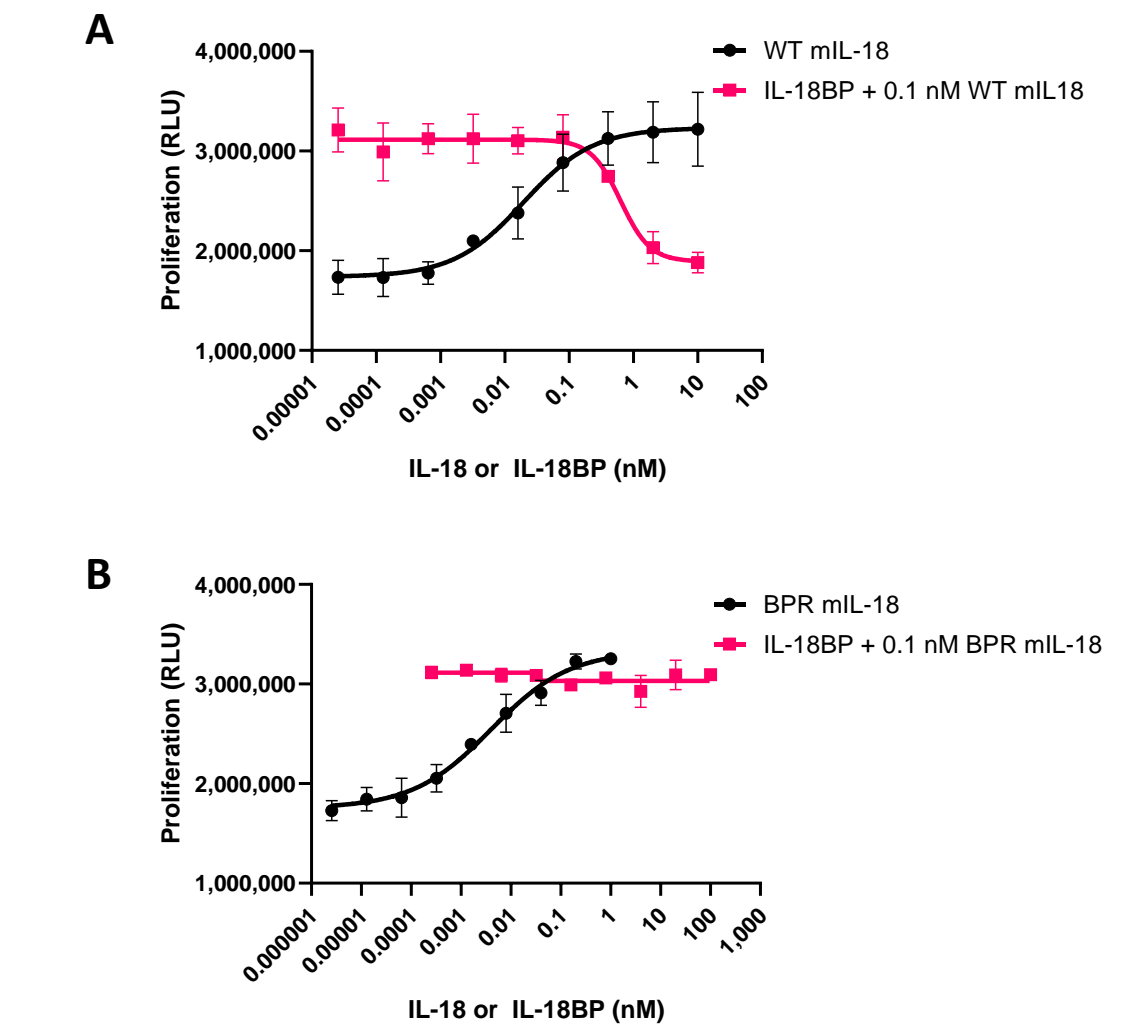 A
4,000,000
3,000,000
2,000,000
1,000,000
Proliferation (RLU)
0.00001
0.0001
0.001
0.01
0.1
1
10
100
IL-18 or IL-18BP (nM)
WT mIL-18
IL-18BP + 0.1 nM WT mIL18
B
4,000,000
3,000,000
2,000,000
1,000,000
Proliferation (RLU)
0.000001
0.00001
0.0001
0.001
0.01
0.1
1
10
100
1,000
IL-18 or IL-18BP (nM)
BPR mIL-18
IL-18BP + 0.1 nM BPR mIL-18